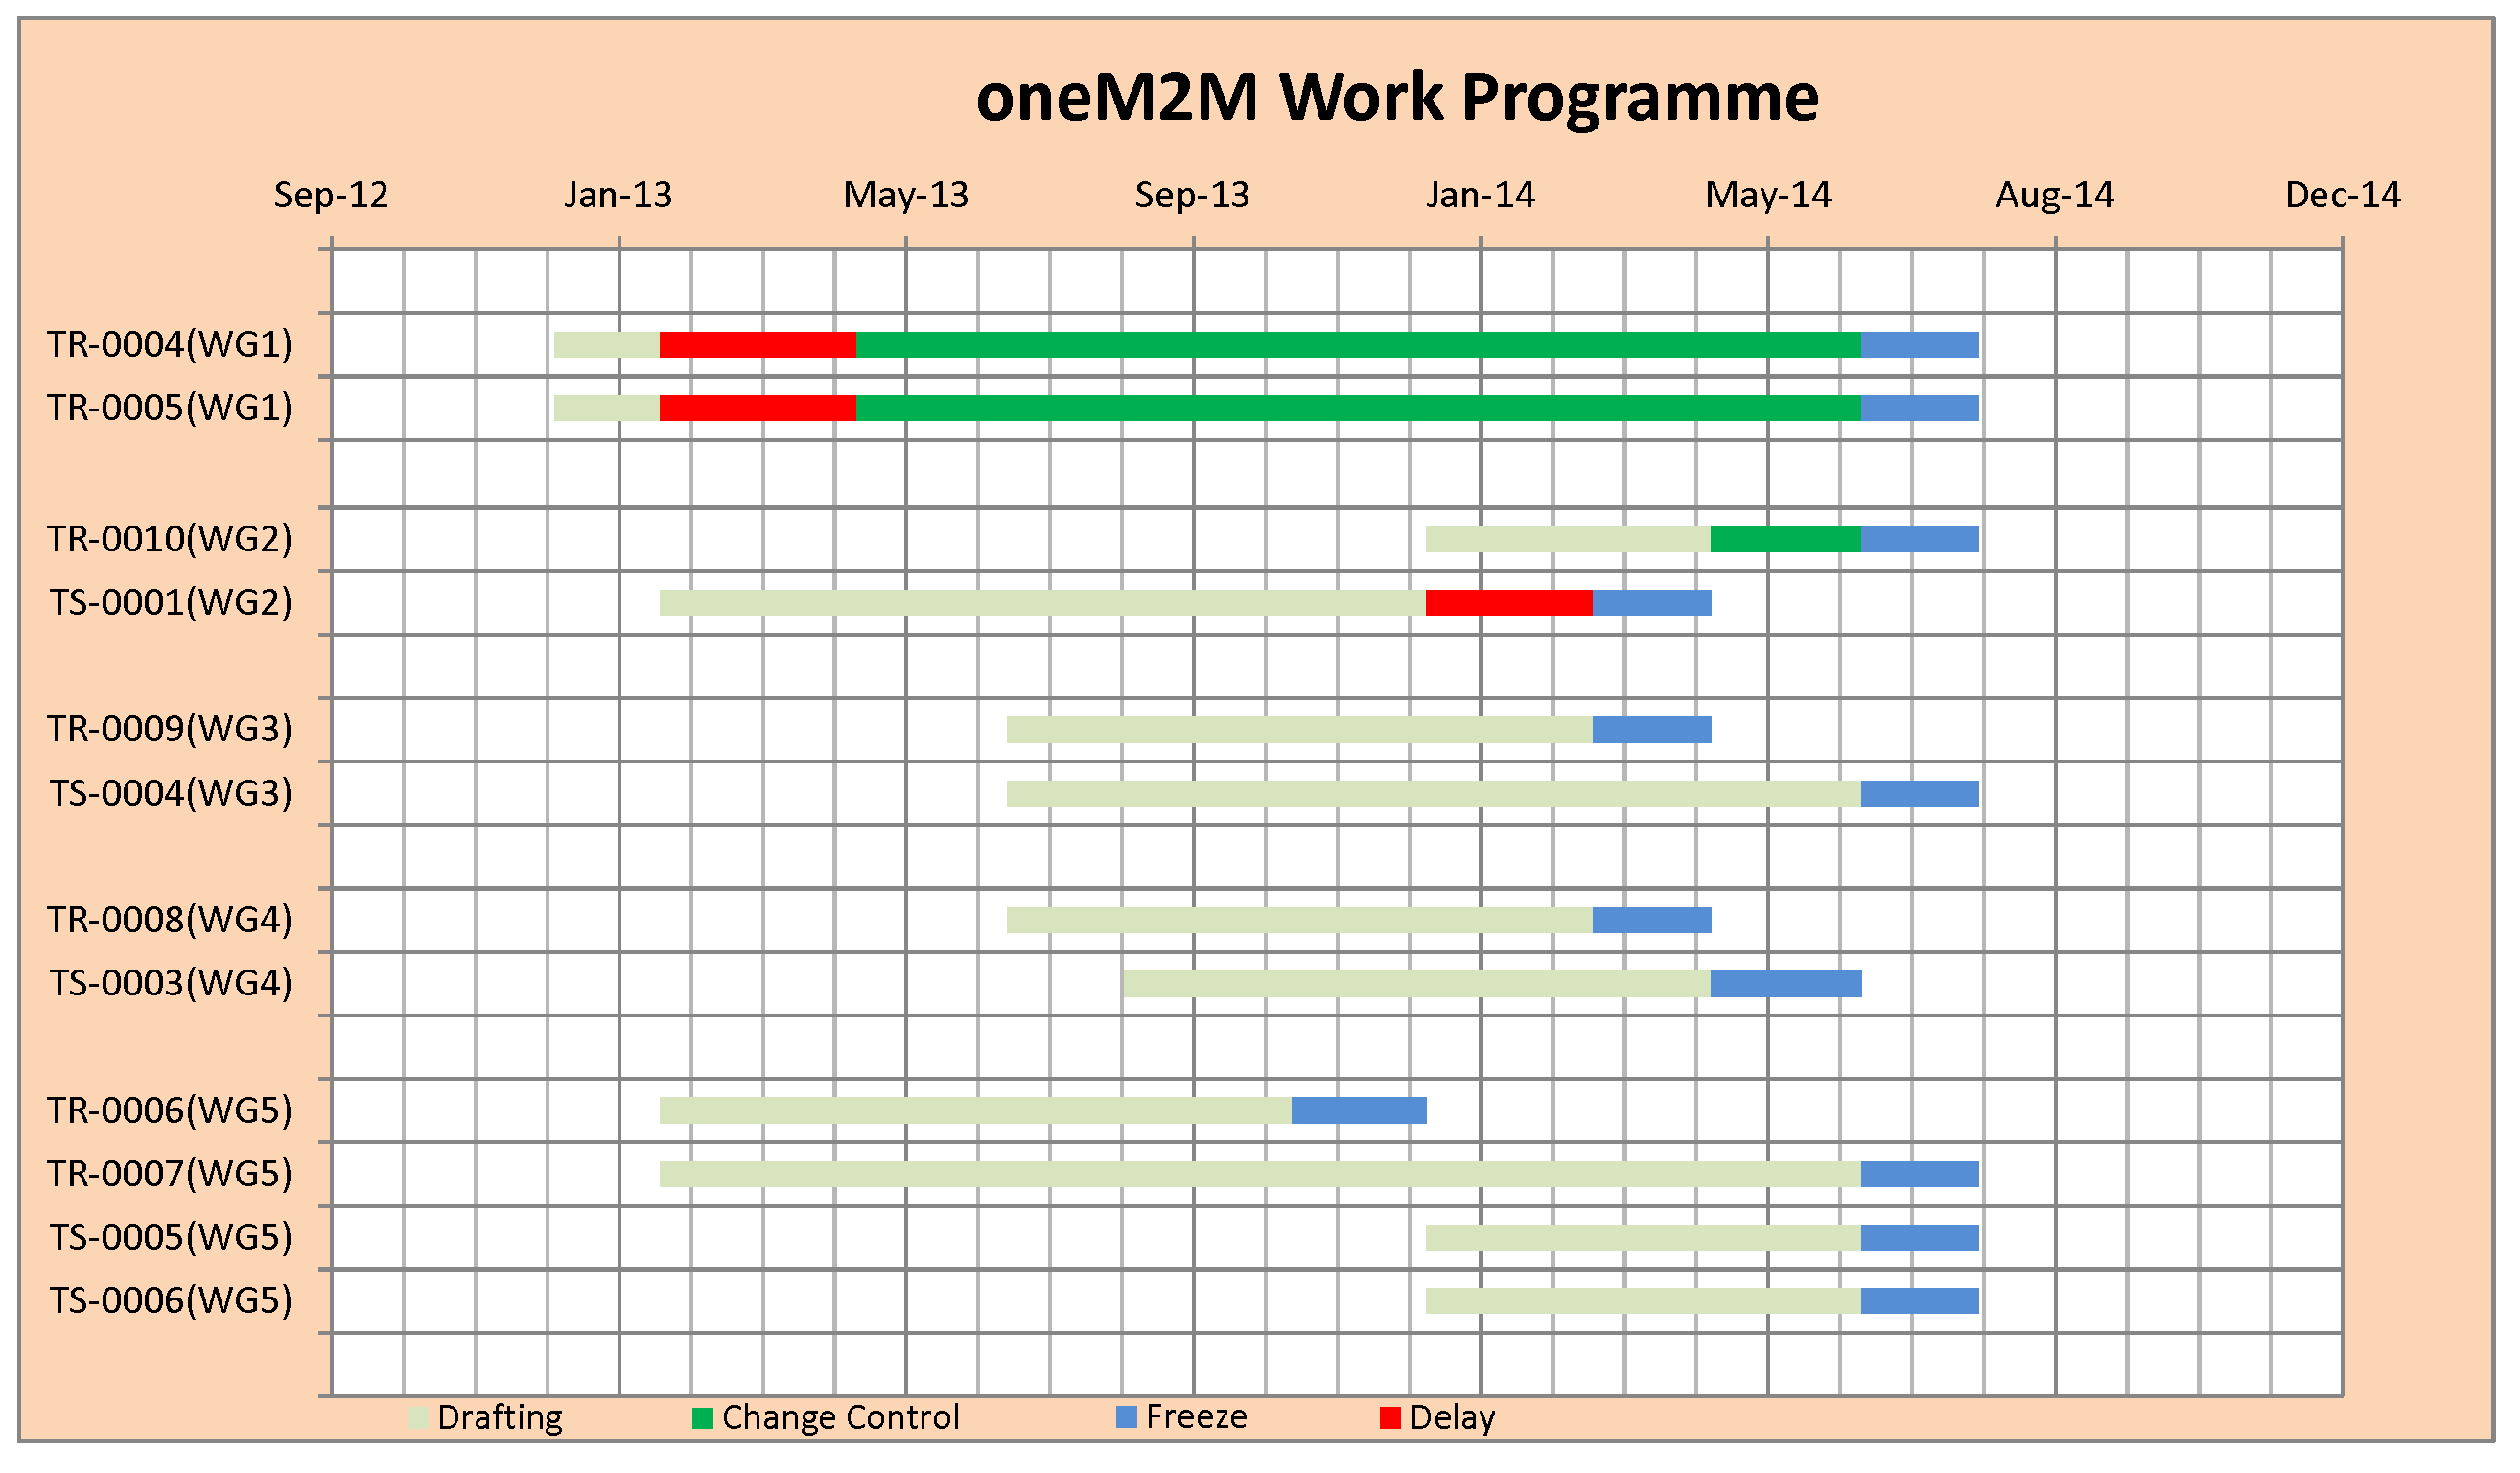 oneM2M Work Programme
Sep-12 Jan-13 May-13 Sep-13 Jan-14 May-14 Aug-14 Dec-14
TR-0004(WG1)
TR-0005(WG1)
TR-0010(WG2)
TS-0001(WG2)
TR-0009(WG3)
TS-0004(WG3)
TR-0008(WG4)
TS-0003(WG4)
TR-0006(WG5)
TR-0007(WG5)
TS-0005(WG5)
TS-0006(WG5)
Drafting Change Control Freeze Delay